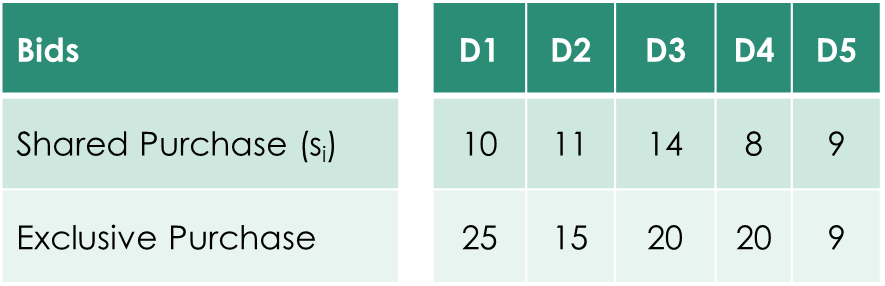 Bids D1 D2 D3 D4 D5
Shared Purchase (si) 10 11 14 8 9
Exclusive Purchase 25 15 20 20 9